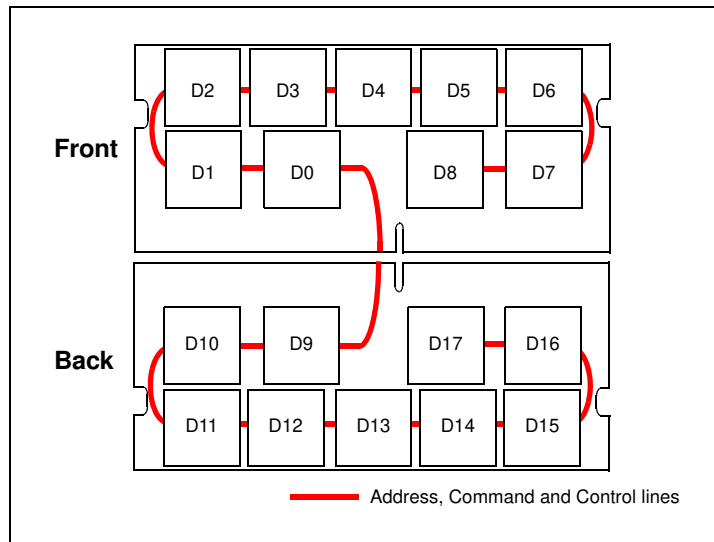 D2 D3 D4 D5 D6
Front
D1 D0 D8 D7
D10 D9 D17 D16
Back
D11 D12 D13 D14 D15
Address, Command and Control lines